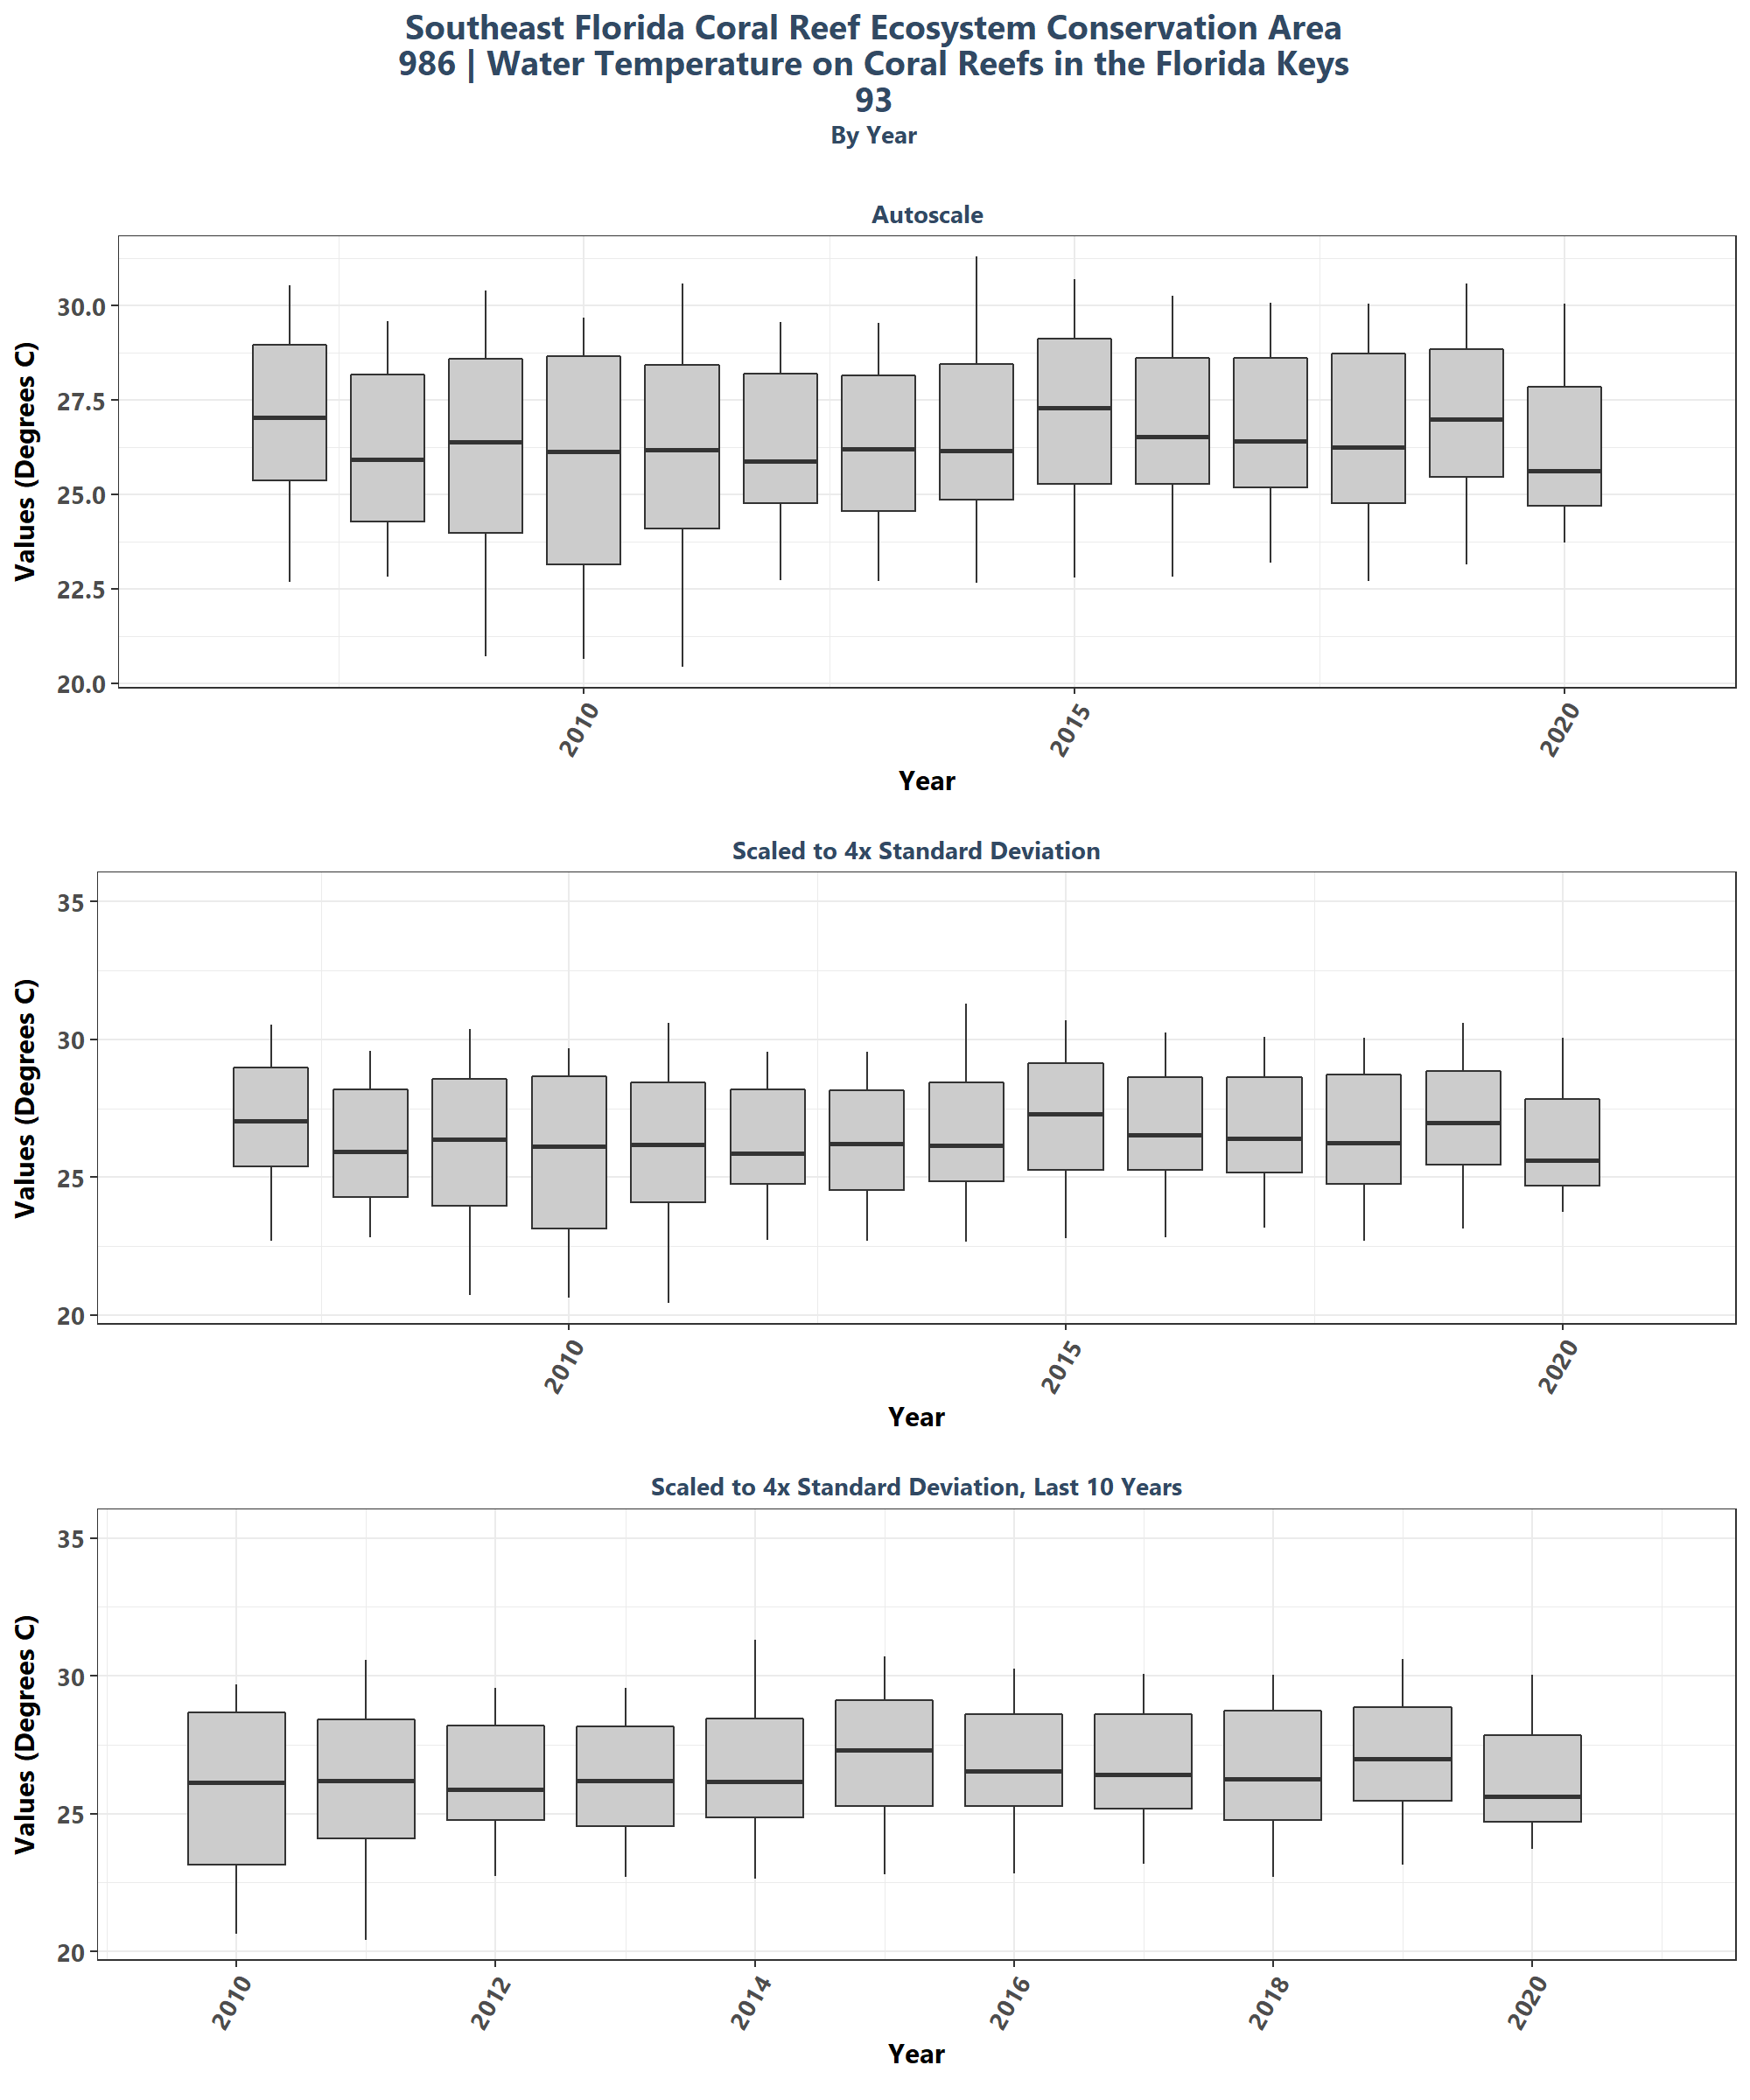 Southeast Florida Coral Reef Ecosystem Conservation Area
986 | Water Temperature on Coral Reefs in the Florida Keys
93
By Year
Autoscale
Values (Degrees C)
30.0
27.5
25.0
22.5
20.0
2010
2015
2020
Year
Scaled to 4x Standard Deviation
Values (Degrees C)
35
30
25
20
2010
2015
2020
Year
Scaled to 4x Standard Deviation, Last 10 Years
Values (Degrees C)
35
30
25
20
2010
2012
2014
2016
2018
2020
Year